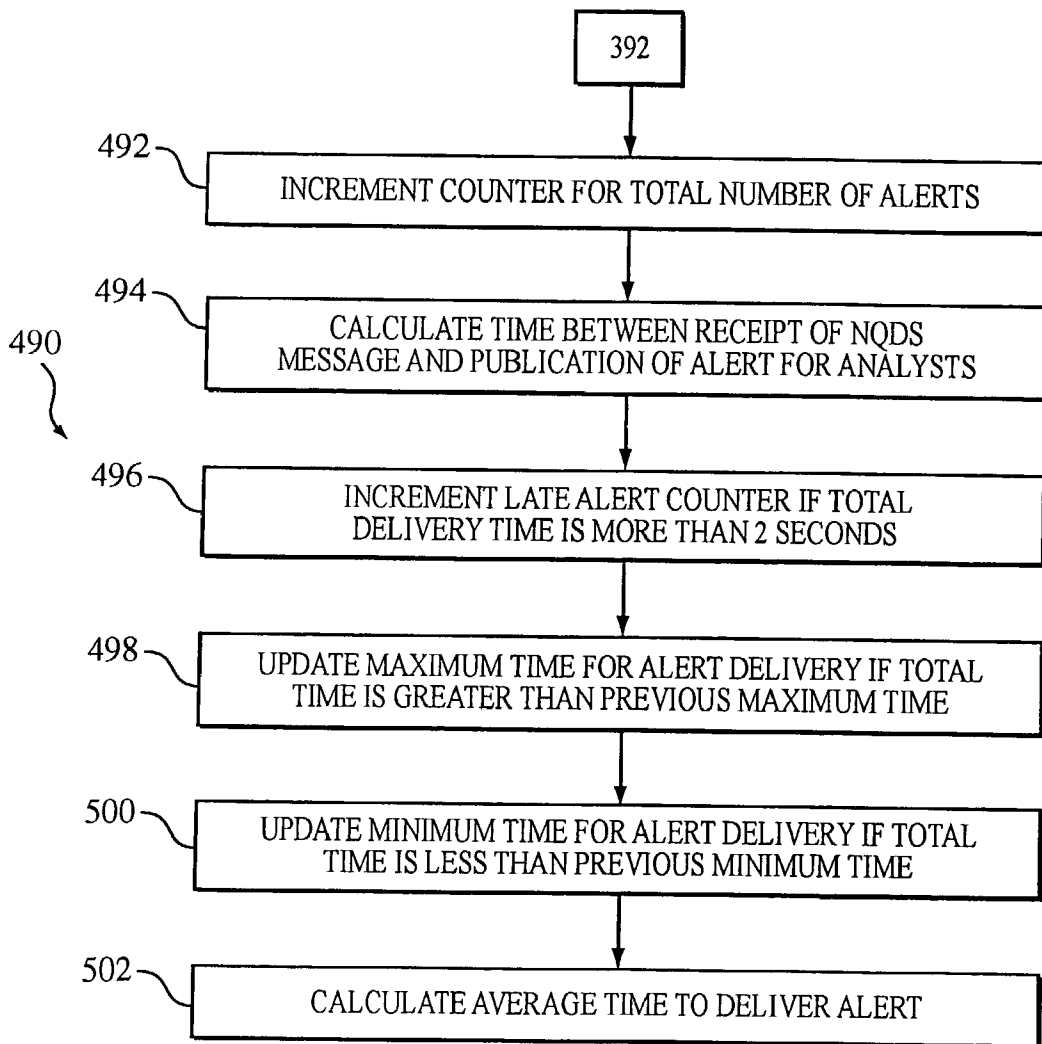 392
492
INCREMENT COUNTER FOR TOTAL NUMBER OF ALERTS
494
CALCULATE TIME BETWEEN RECEIPT OF NQDS
MESSAGE AND PUBLICATION OF ALERT FOR ANALYSTS
490
496
INCREMENT LATE ALERT COUNTER IF TOTAL
DELIVERY TIME IS MORE THAN 2 SECONDS
498
UPDATE MAXIMUM TIME FOR ALERT DELIVERY IF TOTAL
TIME IS GREATER THAN PREVIOUS MAXIMUM TIME
500
UPDATE MINIMUM TIME FOR ALERT DELIVERY IF TOTAL
TIME IS LESS THAN PREVIOUS MINIMUM TIME
502
CALCULATE AVERAGE TIME TO DELIVER ALERT